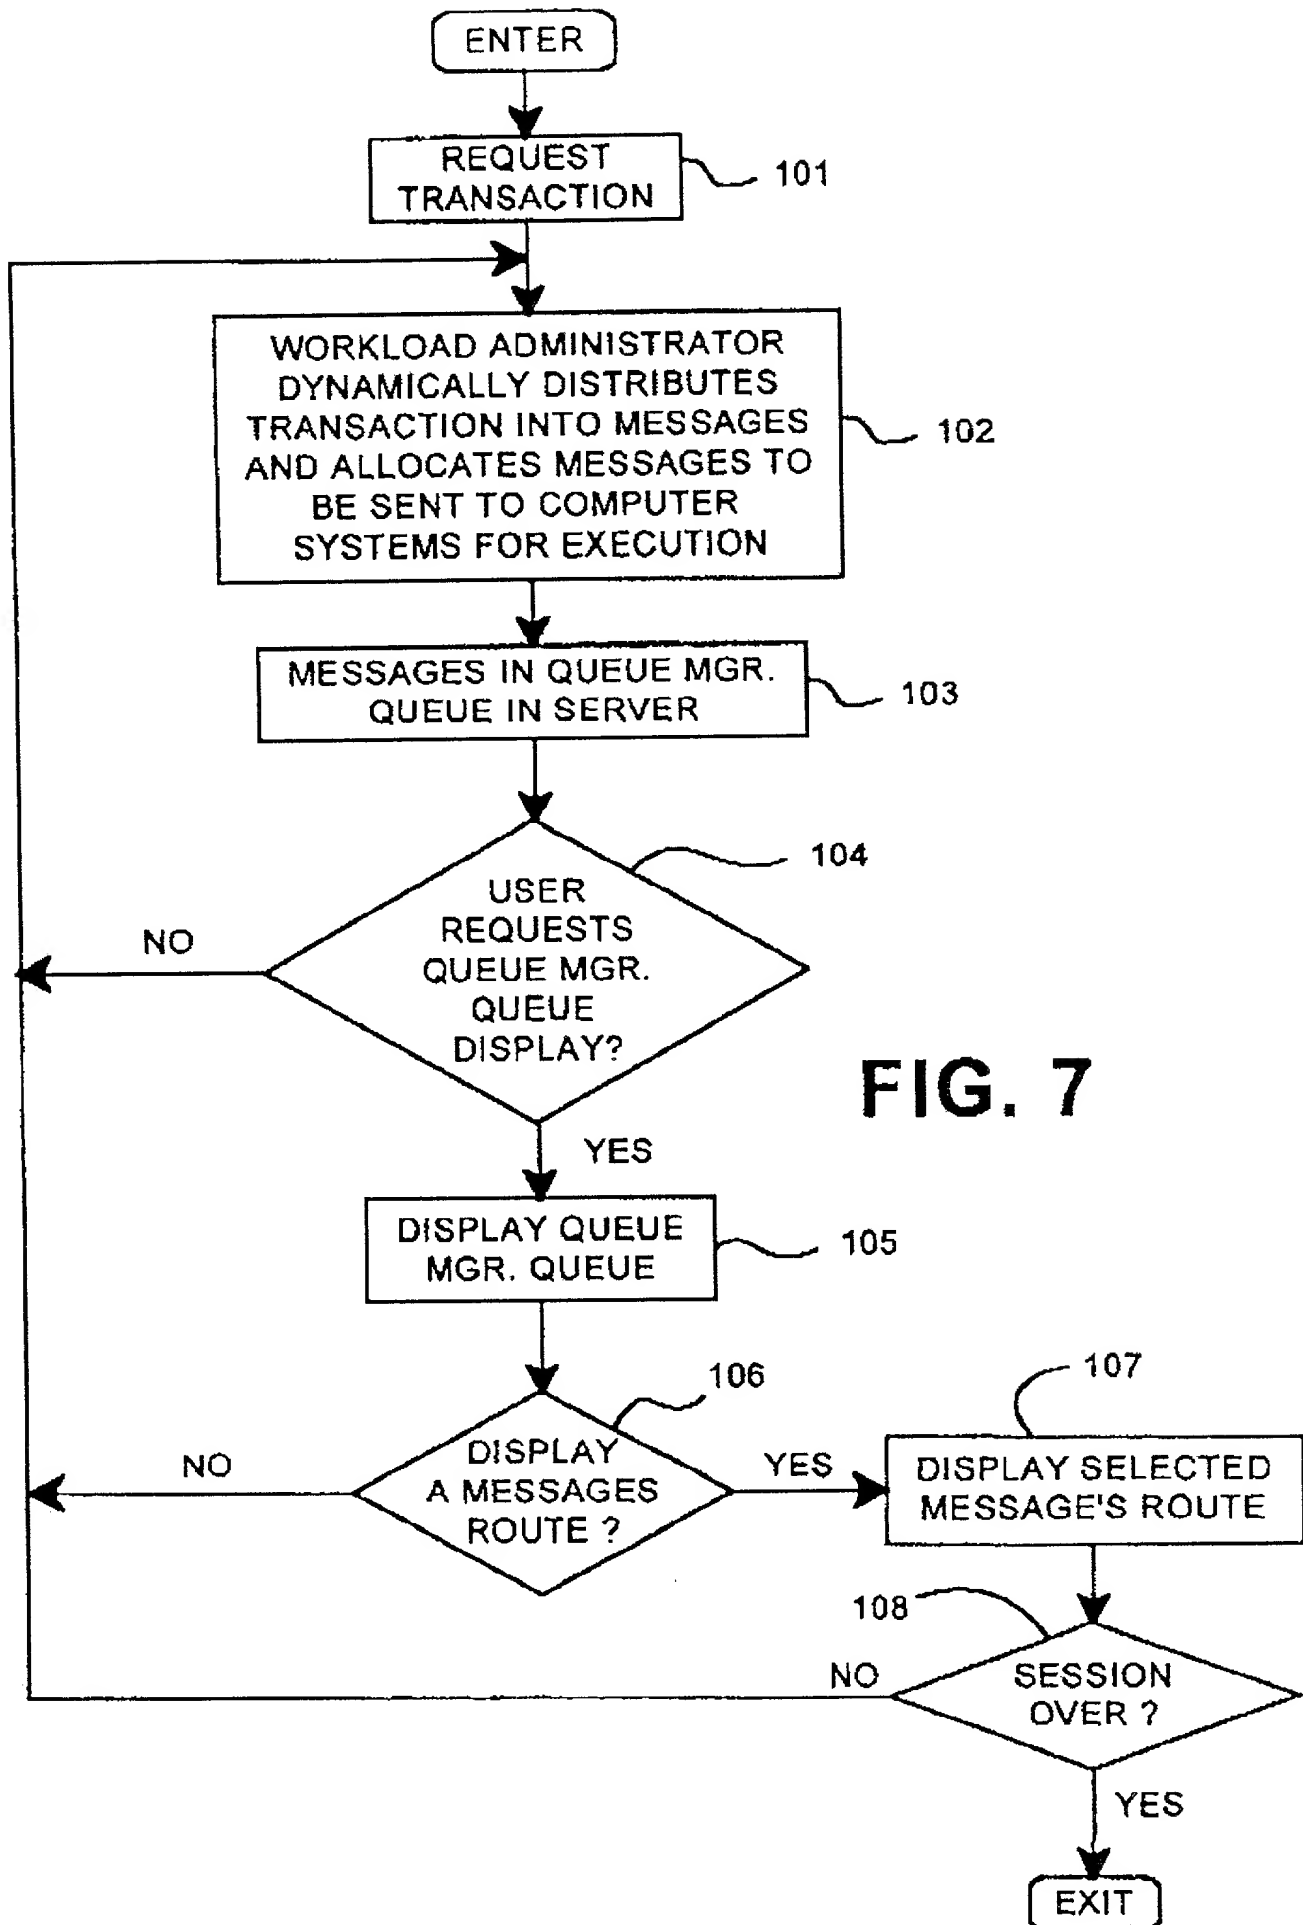 ENTER
REQUEST
TRANSACTION
101
WORKLOAD ADMINISTRATOR
DYNAMICALLY DISTRIBUTES
TRANSACTION INTO MESSAGES
AND ALLOCATES MESSAGES TO
BE SENT TO COMPUTER
SYSTEMS FOR EXECUTION
102
MESSAGES IN QUEUE MGR.
QUEUE IN SERVER
103
104
USER
REQUESTS
QUEUE MGR.
QUEUE
DISPLAY?
NO
FIG. 7
YES
DISPLAY QUEUE
MGR. QUEUE
105
106
DISPLAY
A MESSAGES
ROUTE ?
NO
YES
107
DISPLAY SELECTED
MESSAGE'S ROUTE
108
SESSION
OVER ?
NO
YES
EXIT